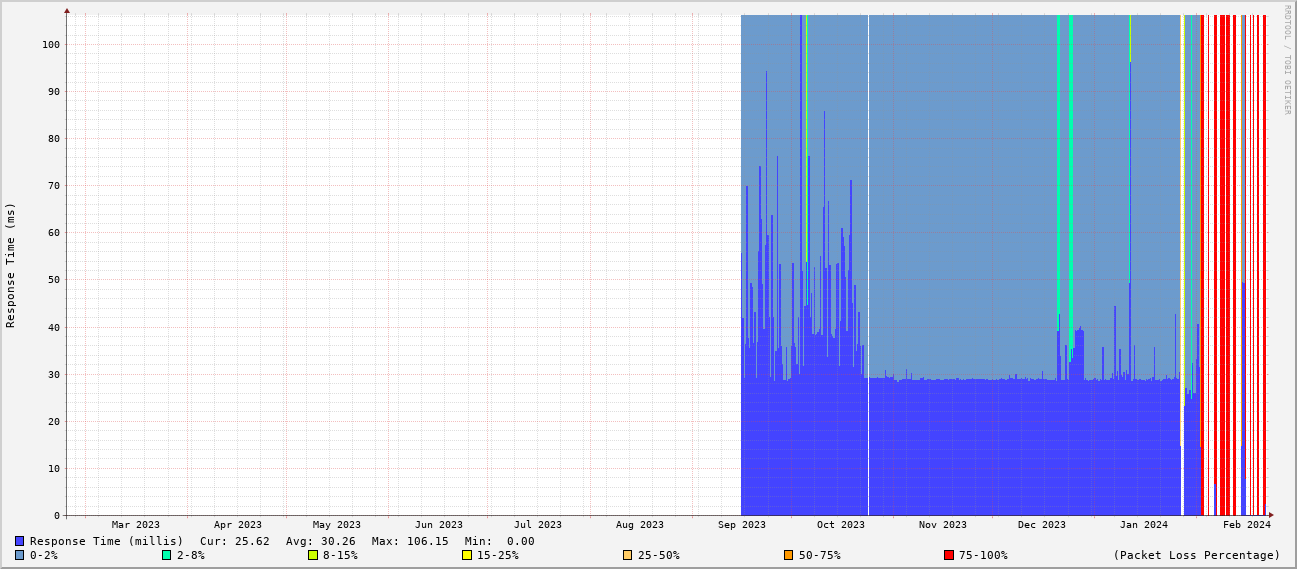 RRDTOOL / TOBI OETIKER
Response Time (ms)
100
90
80
70
60
50
40
30
20
10
0
Mar 2023 Apr 2023 May 2023 Jun 2023 Jul 2023 Aug 2023 Sep 2023 Oct 2023 Nov 2023 Dec 2023 Jan 2024 Feb 2024
Response Time (millis) Cur: 25.62 Avg: 30.26 Max: 106.15 Min: 0.00
0-2% 2-8% 8-15% 15-25% 25-50% 50-75% 75-100% (Packet Loss Percentage)